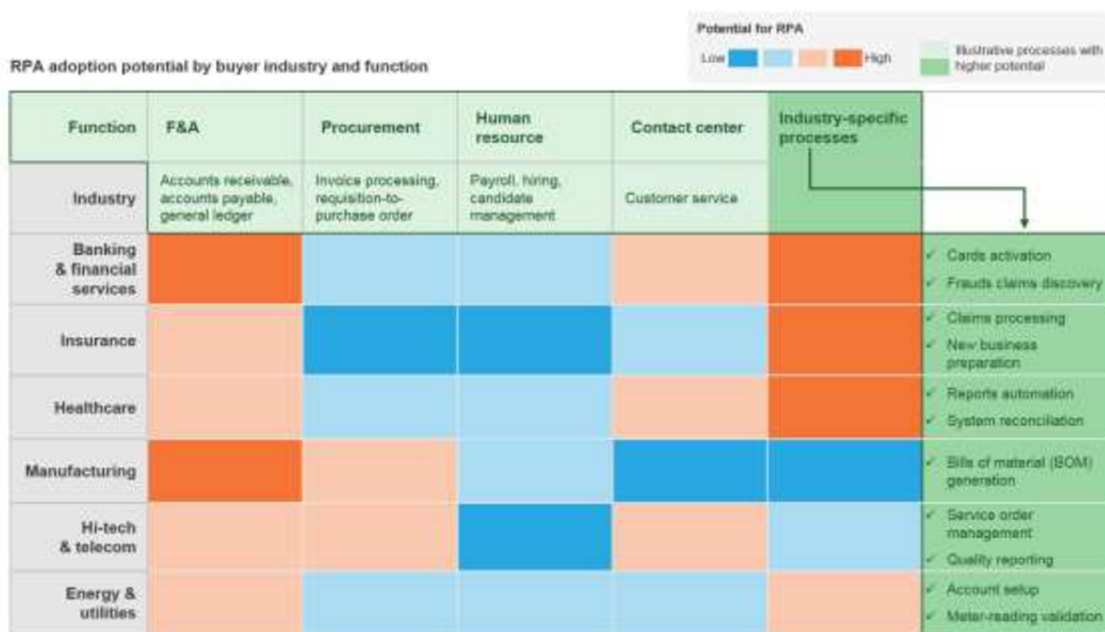 Potential for RPA
Low
High
Illustrative processes with
higher potential
RPA adoption potential by buyer industry and function
Function
F&A
Procurement
Human
resource
Contact center
Industry-specific
processes
Industry
Accounts receivable,
accounts payable,
general ledger
Invoice processing,
requisition-to-
purchase order
Payroll, hiring,
candidate
management
Customer service
Banking
& financial
services
✓ Cards activation
✓ Frauds claims discovery
Insurance
✓ Claims processing
✓ New business
preparation
Healthcare
✓ Reports automation
✓ System reconciliation
Manufacturing
✓ Bills of material (BOM)
generation
Hi-tech
& telecom
✓ Service order
management
✓ Quality reporting
Energy &
utilities
✓ Account setup
✓ Meter-reading validation